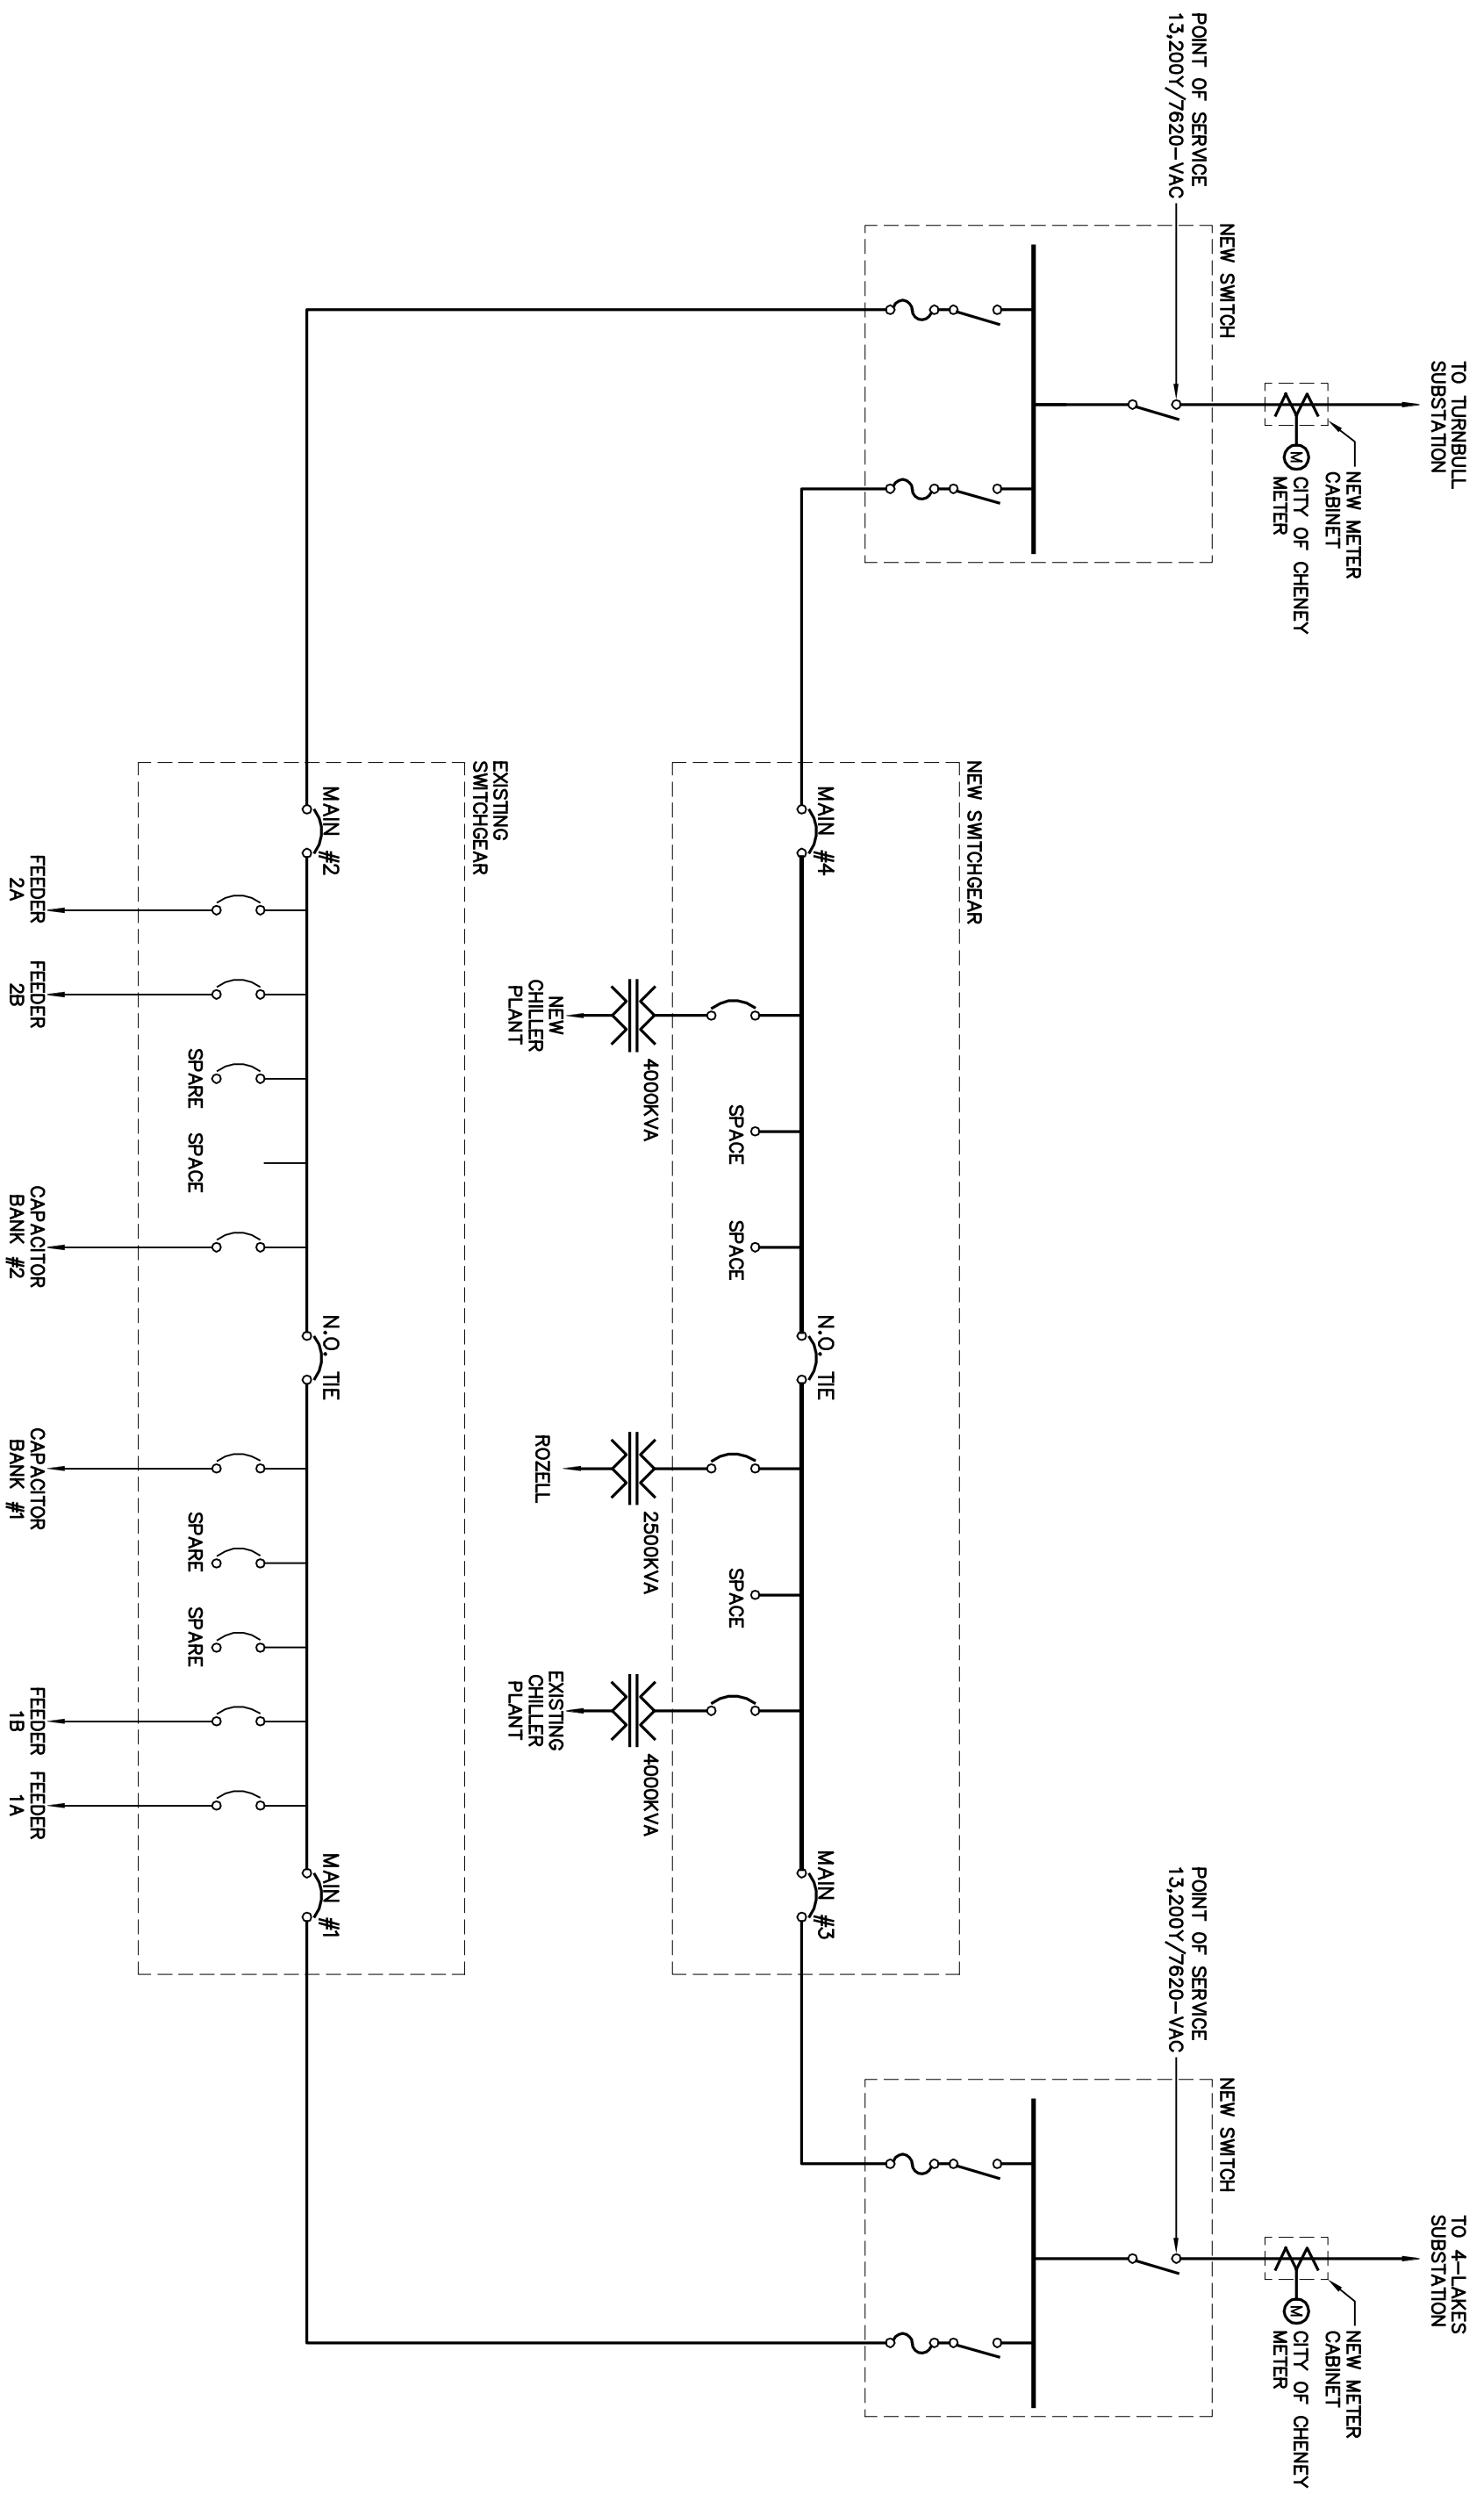 TO TURNBULL
SUBSTATION
NEW METER
CABINET
M
CITY OF CHENEY
METER
POINT OF SERVICE
13,200Y/7620-VAC
NEW SWITCH
TO 4-LAKES
SUBSTATION
NEW METER
CABINET
M
CITY OF CHENEY
METER
POINT OF SERVICE
13,200Y/7620-VAC
NEW SWITCH
NEW SWITCHGEAR
MAIN #4
N.O. TIE
MAIN #3
SPACE
SPACE
SPACE
4000KVA
2500KVA
4000KVA
NEW
CHILLER
PLANT
ROZELL
EXISTING
CHILLER
PLANT
EXISTING
SWITCHGEAR
MAIN #2
N.O. TIE
MAIN #1
SPARE
SPACE
SPARE
SPARE
FEEDER
2A
FEEDER
2B
CAPACITOR
BANK #2
CAPACITOR
BANK #1
FEEDER
1B
FEEDER
1A